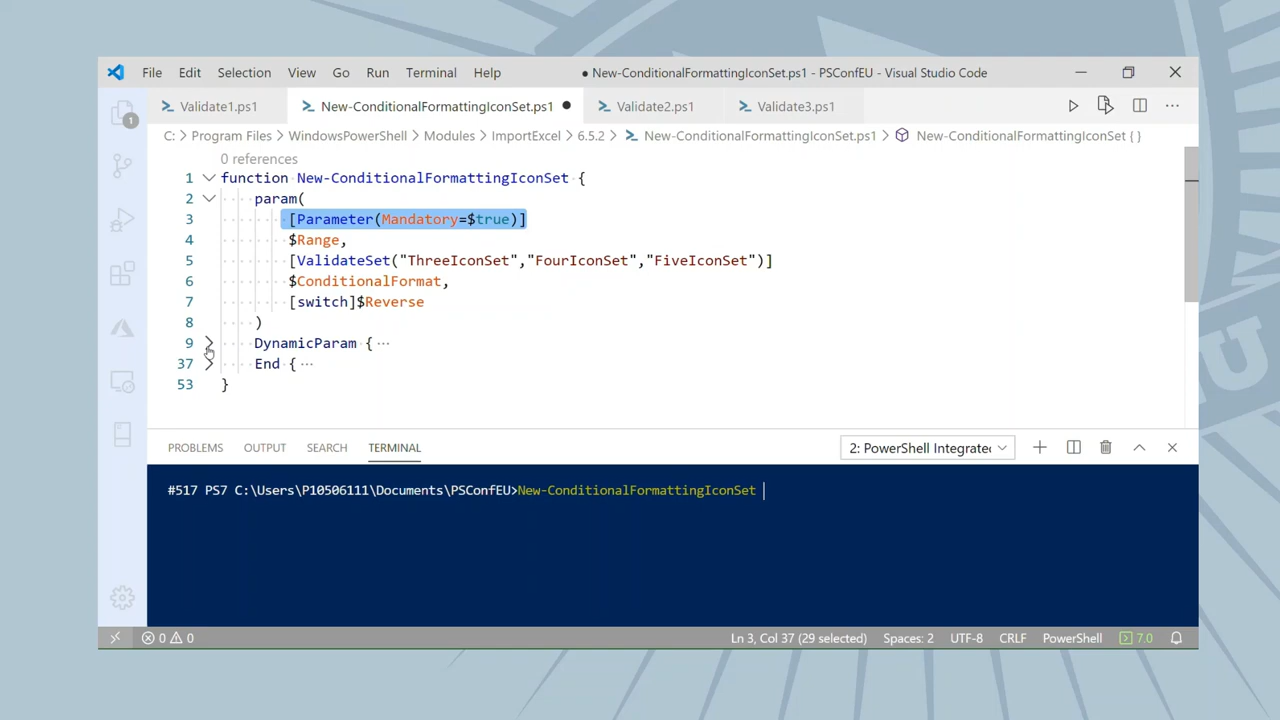 File Edit Selection View Go Run Terminal Help ● New-ConditionalFormattingIconSet.ps1 - PSConfEU - Visual Studio Code
Validate1.ps1 New-ConditionalFormattingIconSet.ps1 ● Validate2.ps1 Validate3.ps1
C: > Program Files > WindowsPowerShell > Modules > ImportExcel > 6.5.2 > New-ConditionalFormattingIconSet.ps1 > New-ConditionalFormattingIconSet { }
1
0 references
1 function New-ConditionalFormattingIconSet {
2 param(
3 [Parameter(Mandatory=$true)]
4 $Range,
5 [ValidateSet("ThreeIconSet","FourIconSet","FiveIconSet")]
6 $ConditionalFormat,
7 [switch]$Reverse
8 )
9 DynamicParam { ···
37 End { ···
53 }
PROBLEMS OUTPUT SEARCH TERMINAL 2: PowerShell Integrated
#517 PS7 C:\Users\P10506111\Documents\PSConfEU>New-ConditionalFormattingIconSet
0 0 Ln 3, Col 37 (29 selected) Spaces: 2 UTF-8 CRLF PowerShell 7.0
EU